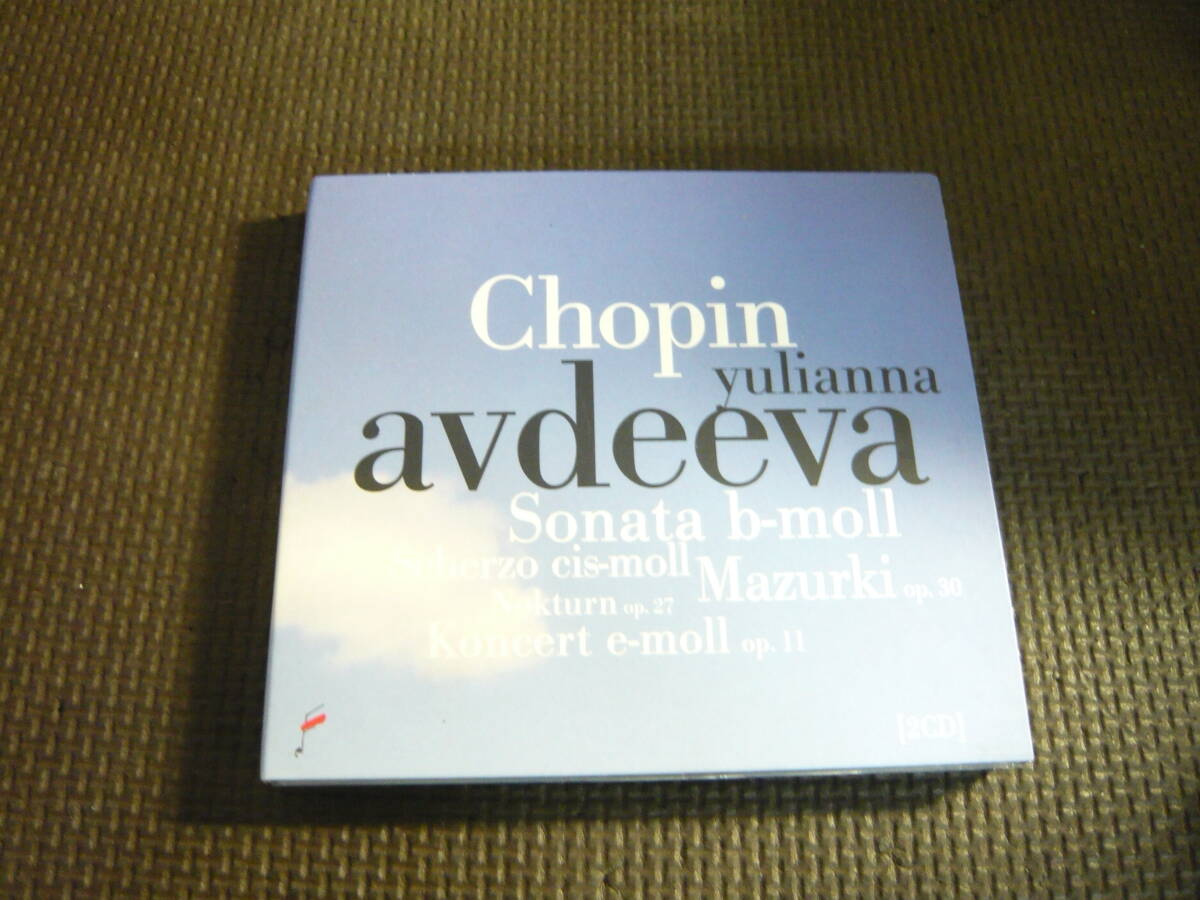 Chopin
yulianna
avdeeva
Sonata b-moll
Scherzo cis-moll
Mazurki op. 30
Nokturn op. 27
Koncert e-moll op. 11
[2CD]